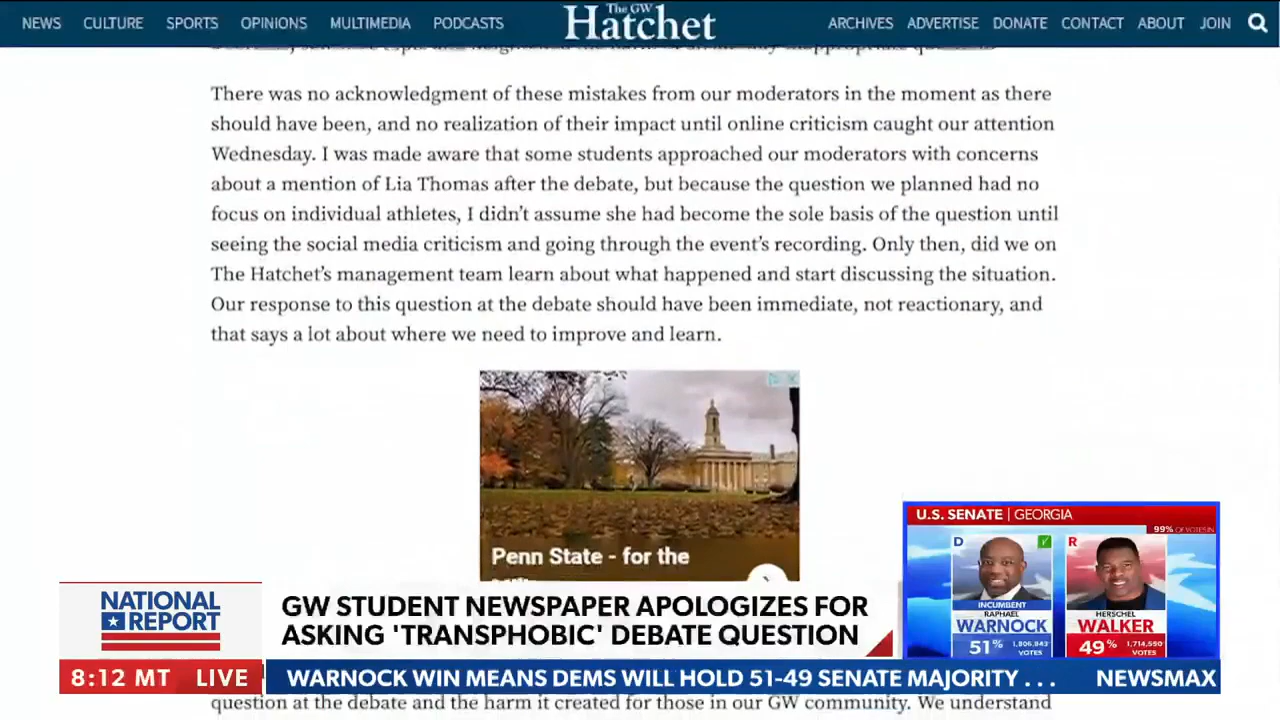 NEWS CULTURE SPORTS OPINIONS MULTIMEDIA PODCASTS
The GW
Hatchet
ARCHIVES ADVERTISE DONATE CONTACT ABOUT JOIN
There was no acknowledgment of these mistakes from our moderators in the moment as there
should have been, and no realization of their impact until online criticism caught our attention
Wednesday. I was made aware that some students approached our moderators with concerns
about a mention of Lia Thomas after the debate, but because the question we planned had no
focus on individual athletes, I didn't assume she had become the sole basis of the question until
seeing the social media criticism and going through the event's recording. Only then, did we on
The Hatchet's management team learn about what happened and start discussing the situation.
Our response to this question at the debate should have been immediate, not reactionary, and
that says a lot about where we need to improve and learn.
Penn State - for the
U.S. SENATE | GEORGIA
99% OF VOTES IN
D
INCUMBENT
RAPHAEL
WARNOCK
51% 1,806,943 VOTES
R
HERSCHEL
WALKER
49% 1,714,550 VOTES
NATIONAL
REPORT
GW STUDENT NEWSPAPER APOLOGIZES FOR
ASKING 'TRANSPHOBIC' DEBATE QUESTION
8:12 MT LIVE
WARNOCK WIN MEANS DEMS WILL HOLD 51-49 SENATE MAJORITY . . .
NEWSMAX
question at the debate and the harm it created for those in our GW community. We understand